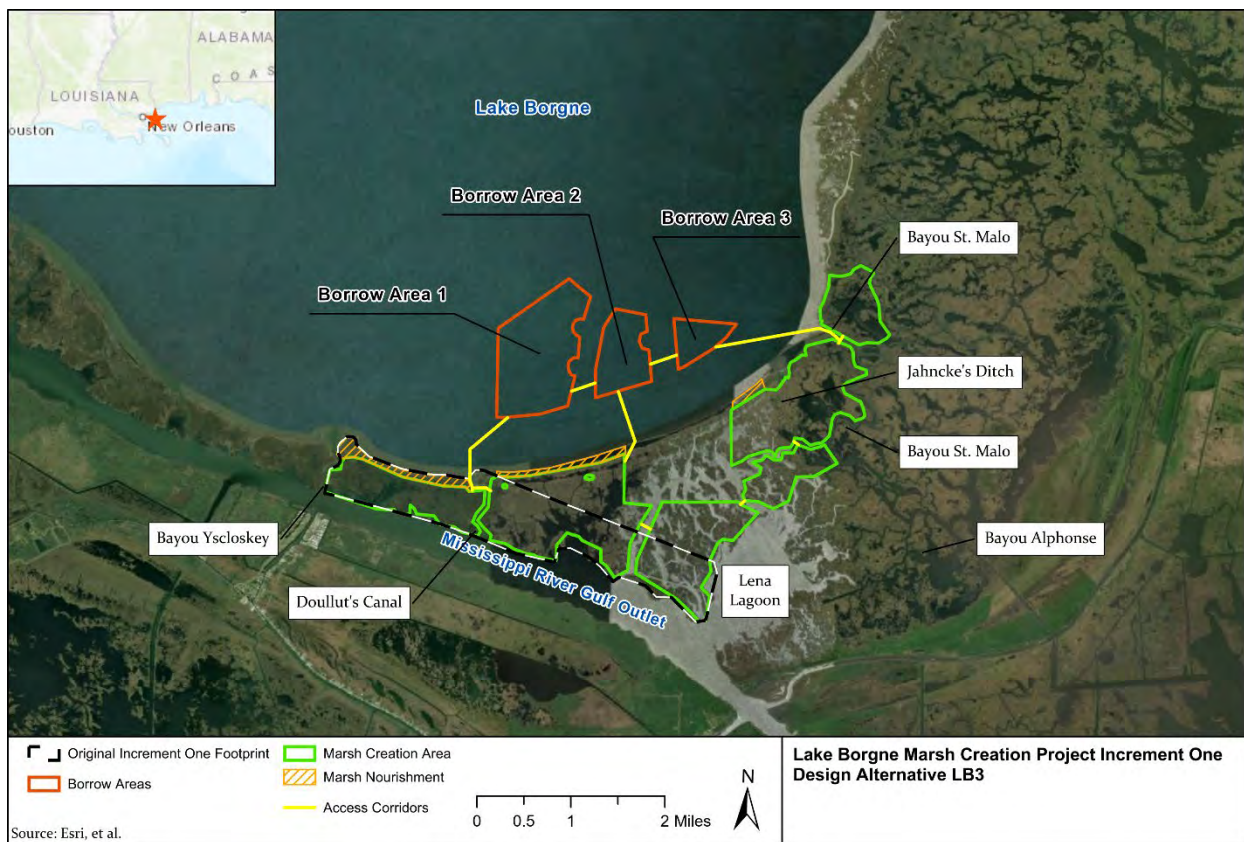 ALABAMA
COAS
LOUISIANA
New Orleans
ouston
Lake Borgne
Borrow Area 2
Borrow Area 3
Bayou St. Malo
Borrow Area 1
Jahncke's Ditch
Bayou St. Malo
Bayou Yscloskey
Mississippi River Gulf Outlet
Bayou Alphonse
Doullut's Canal
Lena
Lagoon
Original Increment One Footprint
Borrow Areas
Marsh Creation Area
Marsh Nourishment
Access Corridors
0 0.5 1 2 Miles
N
Lake Borgne Marsh Creation Project Increment One
Design Alternative LB3
Source: Esri, et al.